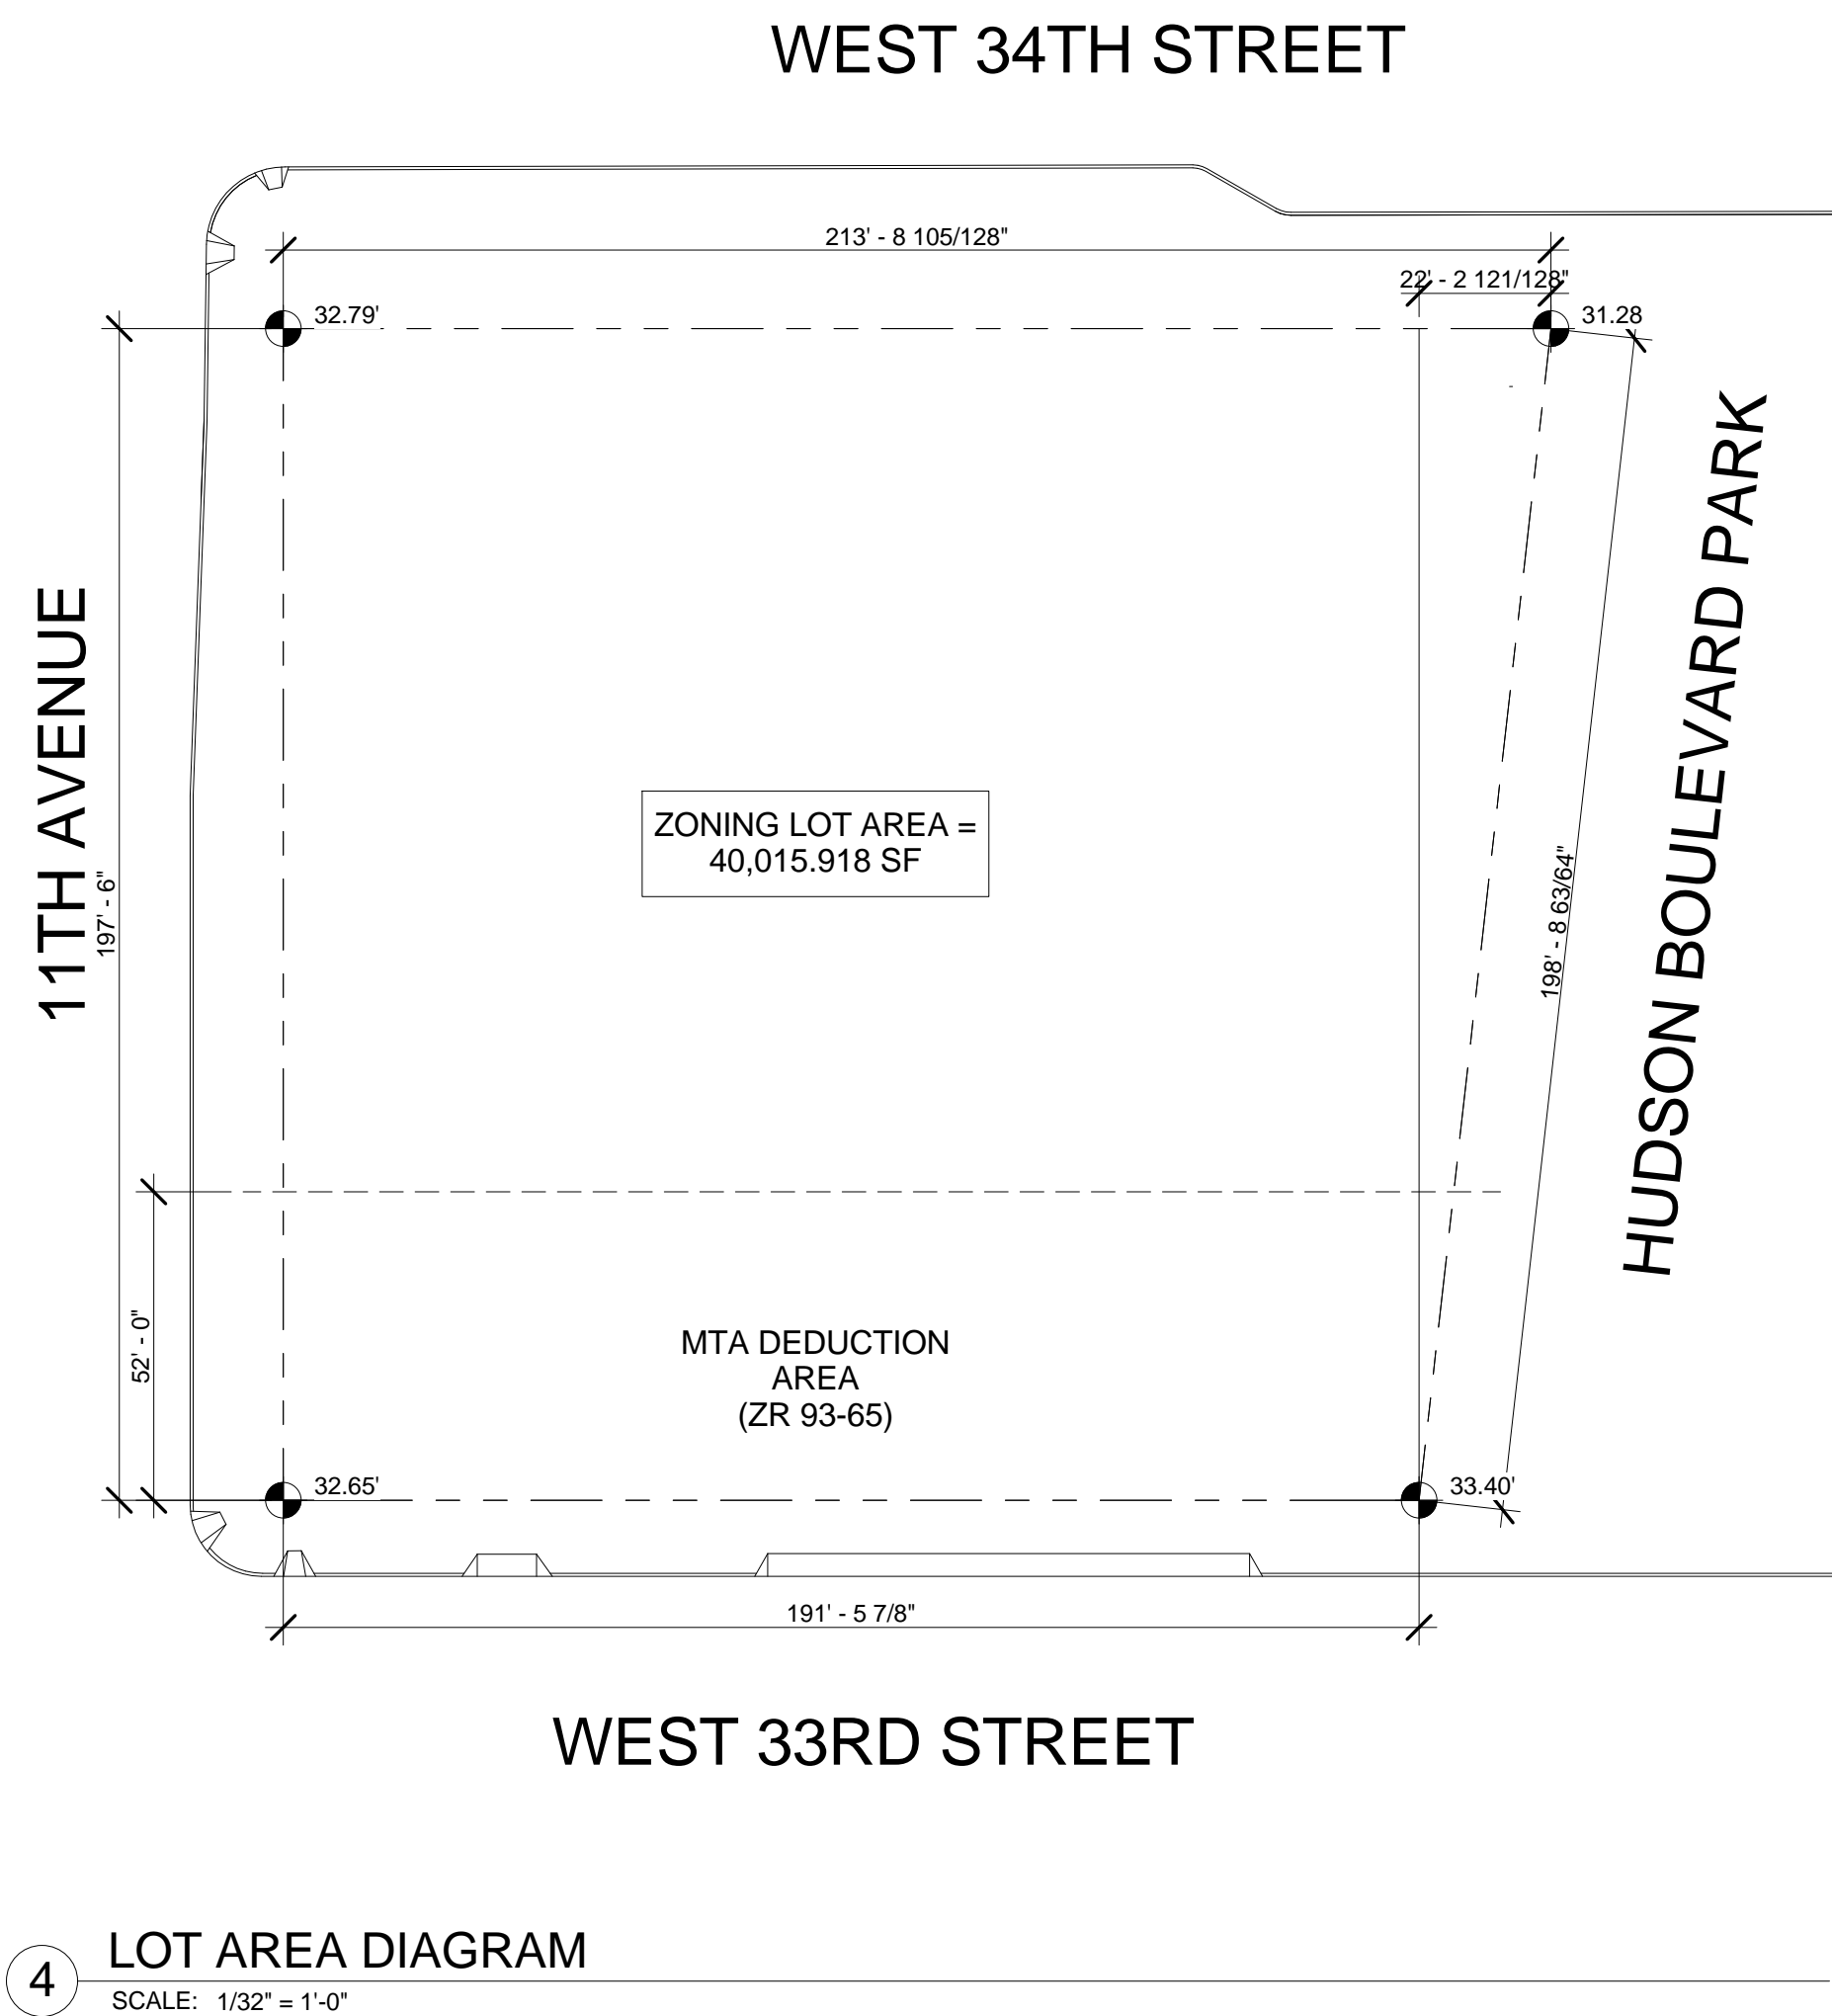 WEST 34TH STREET
213' - 8 105/128"
22' - 2 121/128"
32.79'
31.28
11TH AVENUE
197' - 6"
ZONING LOT AREA =
40,015.918 SF
198' - 8 63/64"
HUDSON BOULEVARD PARK
52' - 0"
MTA DEDUCTION
AREA
(ZR 93-65)
32.65'
33.40'
191' - 5 7/8"
WEST 33RD STREET
4
LOT AREA DIAGRAM
SCALE: 1/32" = 1'-0"